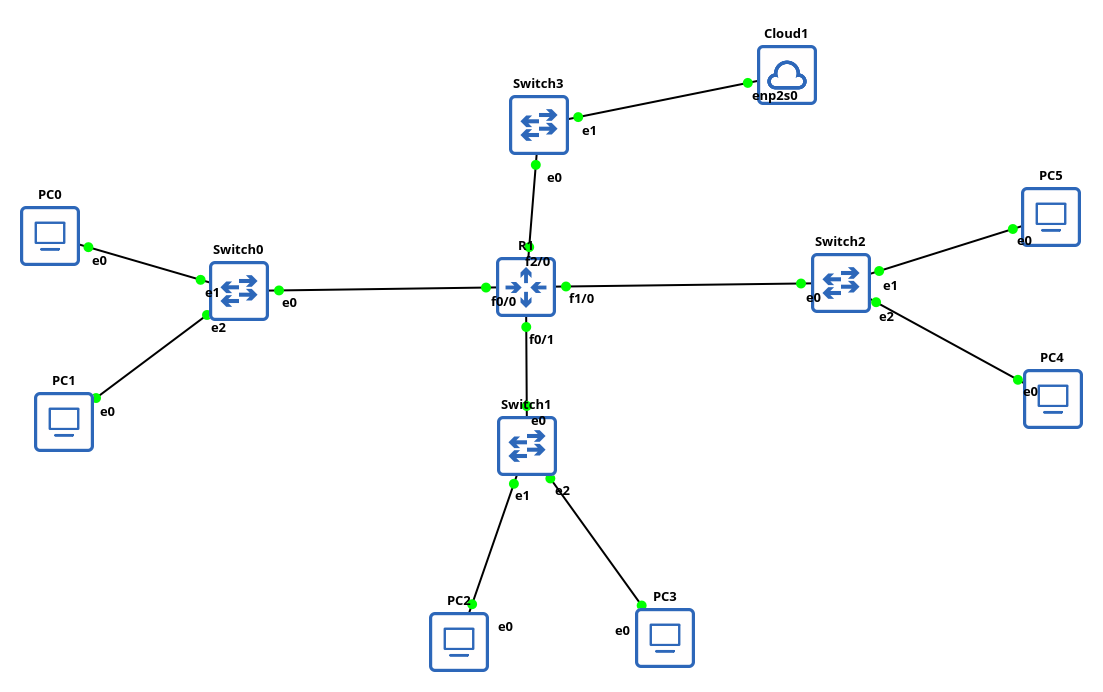 Cloud1
Switch3
enp2s0
e1
e0
PC0
PC5
Switch0
R1
Switch2
e0
f2/0
e0
e1
e0
f0/0
f1/0
e0
e1
e2
e2
f0/1
PC1
PC4
e0
e0
Switch1
e0
e1
e2
PC2
PC3
e0
e0